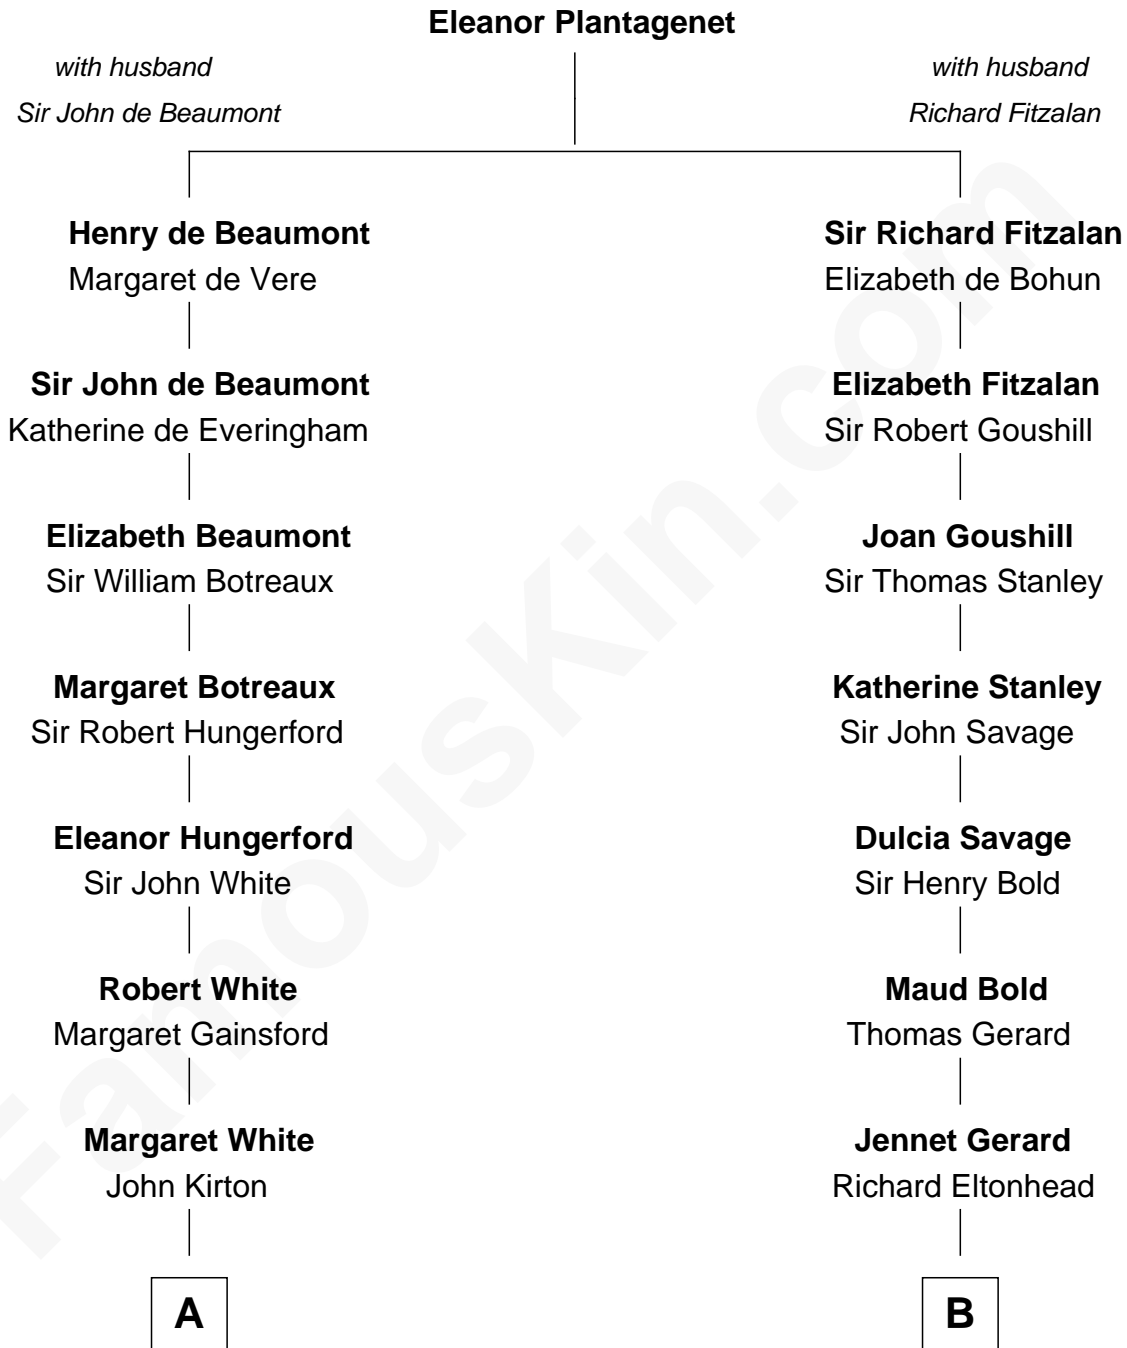 Eleanor Plantagenet
with husband
Sir John de Beaumont
with husband
Richard Fitzalan
Henry de Beaumont
Margaret de Vere
Sir Richard Fitzalan
Elizabeth de Bohun
Sir John de Beaumont
Katherine de Everingham
Elizabeth Fitzalan
Sir Robert Goushill
Elizabeth Beaumont
Sir William Botreaux
Joan Goushill
Sir Thomas Stanley
Margaret Botreaux
Sir Robert Hungerford
Katherine Stanley
Sir John Savage
Eleanor Hungerford
Sir John White
Dulcia Savage
Sir Henry Bold
Robert White
Margaret Gainsford
Maud Bold
Thomas Gerard
Margaret White
John Kirton
Jennet Gerard
Richard Eltonhead
A
B
FamousKin.com